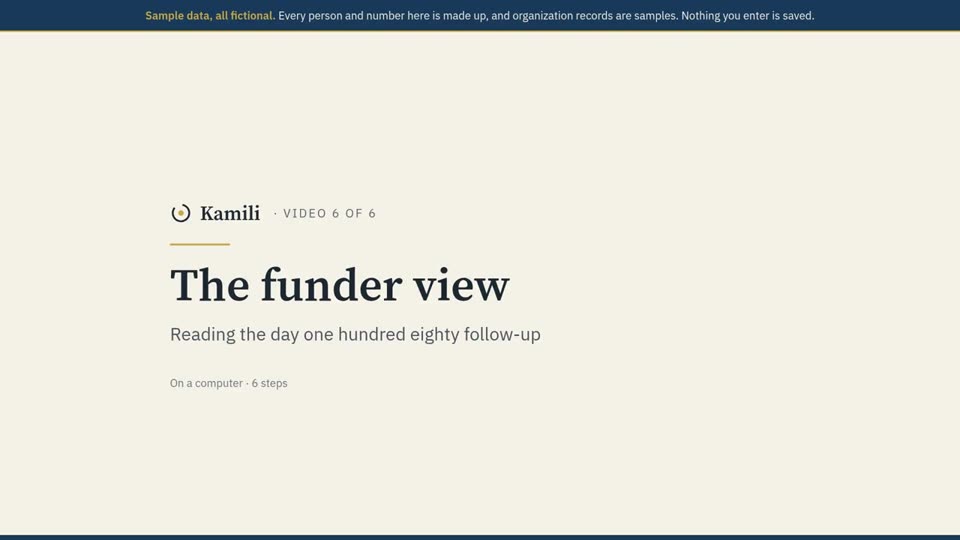 Sample data, all fictional. Every person and number here is made up, and organization records are samples. Nothing you enter is saved.
Kamili · VIDEO 6 OF 6
The funder view
Reading the day one hundred eighty follow-up
On a computer · 6 steps